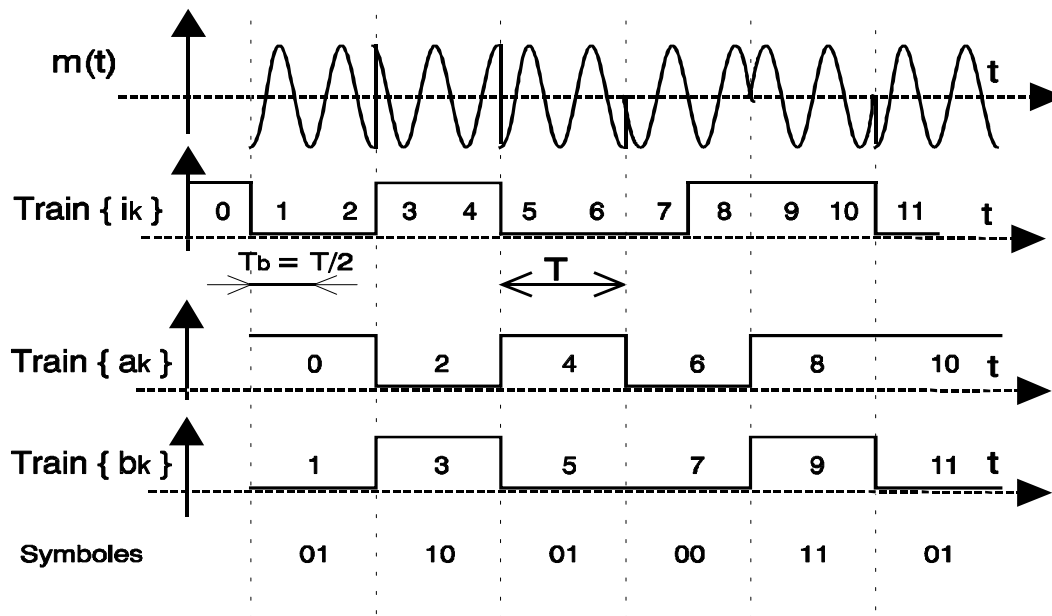 m(t) t
Train { ik } 0 1 2 3 4 5 6 7 8 9 10 11 t
Tb = T/2 T
Train { ak } 0 2 4 6 8 10 t
Train { bk } 1 3 5 7 9 11 t
Symboles 01 10 01 00 11 01